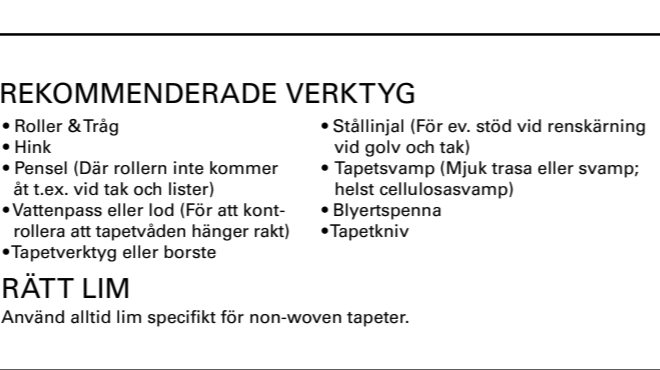 REKOMMENDERADE VERKTYG
• Roller & Tråg
• Hink
• Pensel (Där rollern inte kommer
åt t.ex. vid tak och lister)
• Vattenpass eller lod (För att kont-
rollera att tapetvåden hänger rakt)
• Tapetverktyg eller borste
• Stållinjal (För ev. stöd vid renskärning
vid golv och tak)
• Tapetsvamp (Mjuk trasa eller svamp;
helst cellulosasvamp)
• Blyertspenna
• Tapetkniv
RÄTT LIM
Använd alltid lim specifikt för non-woven tapeter.